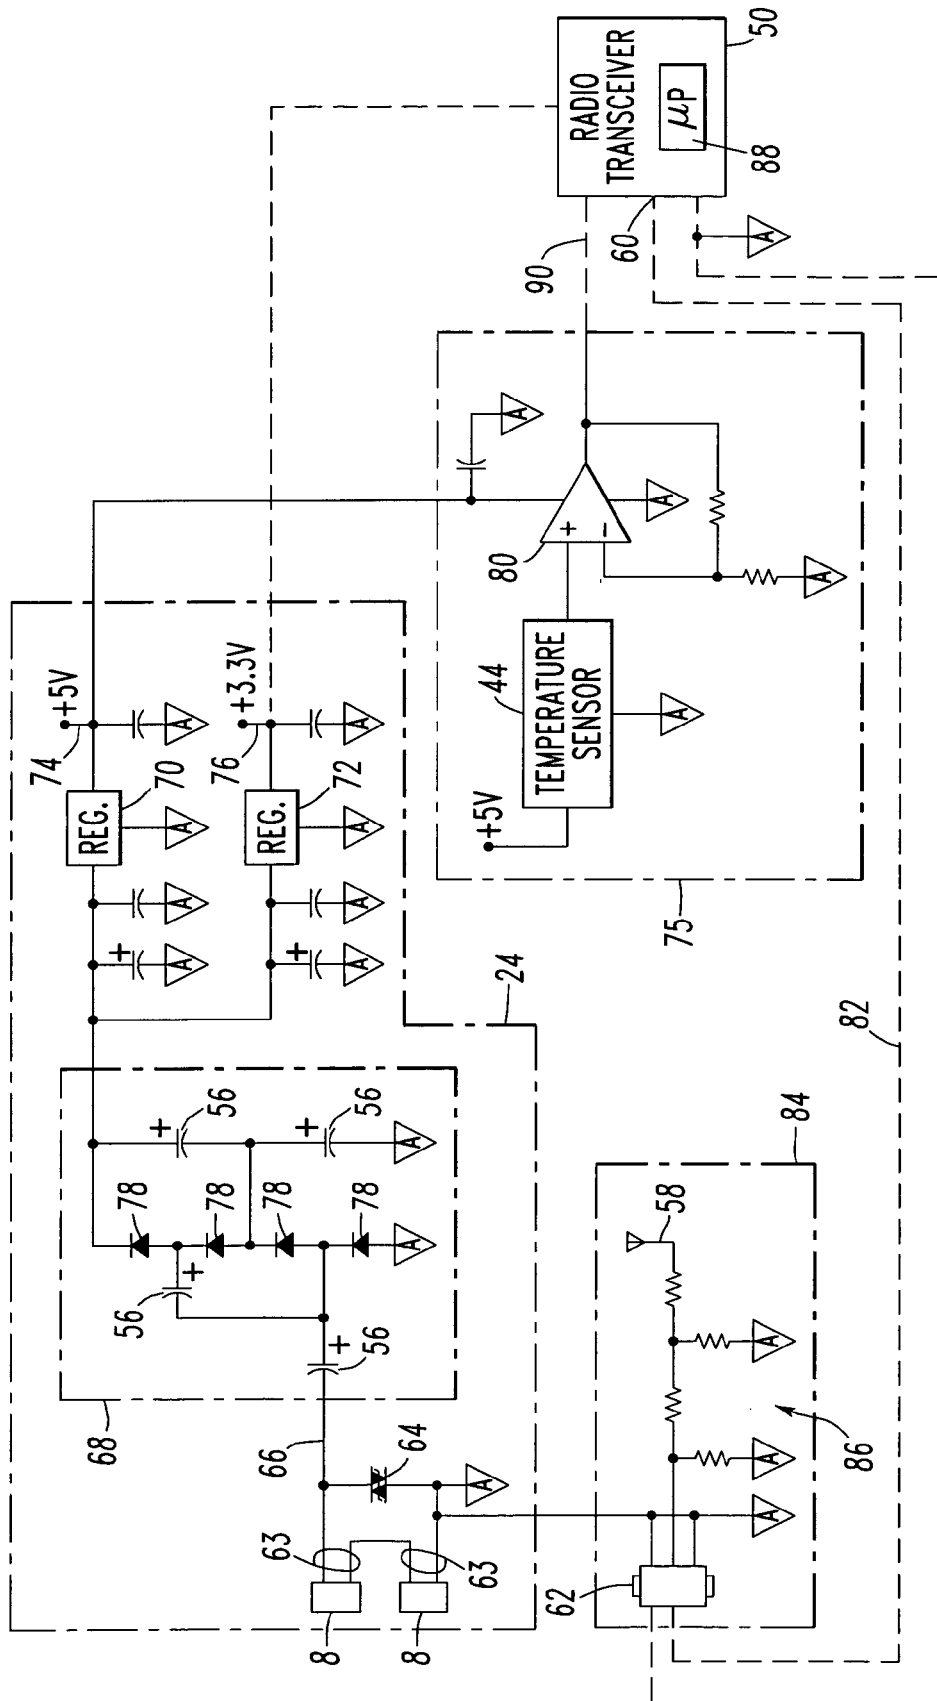 74
+5V
REG.
70
A
A
A
A
76
+3.3V
REG.
72
A
A
A
A
+
+
24
68
56
56
56
56
+
+
+
+
78
78
78
78
A
A
66
64
63
63
8
8
A
75
+5V
44
TEMPERATURE
SENSOR
A
80
+
−
A
A
A
90
60
RADIO
TRANSCEIVER
μP
88
50
A
82
84
58
62
86
A
A
A